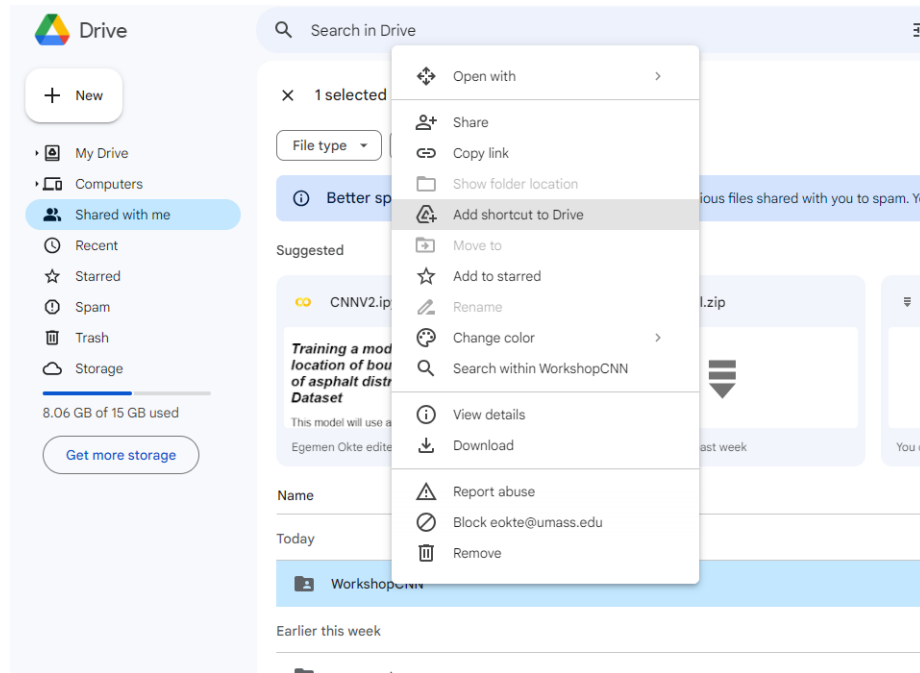 Drive
Search in Drive
New
My Drive
Computers
Shared with me
Recent
Starred
Spam
Trash
Storage
8.06 GB of 15 GB used
Get more storage
1 selected
File type
Better sp
ious files shared with you to spam. Y
Suggested
CNNV2.ip
l.zip
Training a mod
location of bou
of asphalt distr
Dataset
This model will use a
Egemen Okte edite
ast week
You
Name
Today
WorkshopCNN
Earlier this week
Open with
Share
Copy link
Show folder location
Add shortcut to Drive
Move to
Add to starred
Rename
Change color
Search within WorkshopCNN
View details
Download
Report abuse
Block eokte@umass.edu
Remove